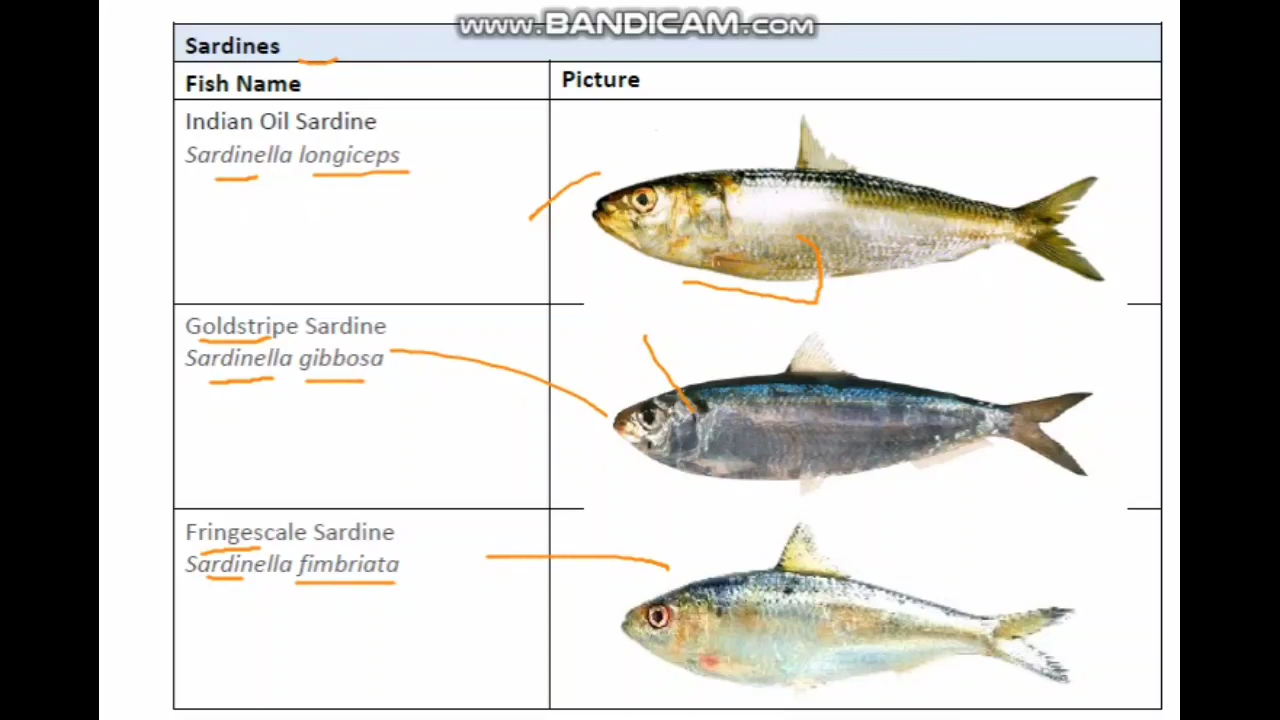 www.BANDICAM.com
Sardines
Fish Name
Picture
Indian Oil Sardine
Sardinella longiceps
Goldstripe Sardine
Sardinella gibbosa
Fringescale Sardine
Sardinella fimbriata